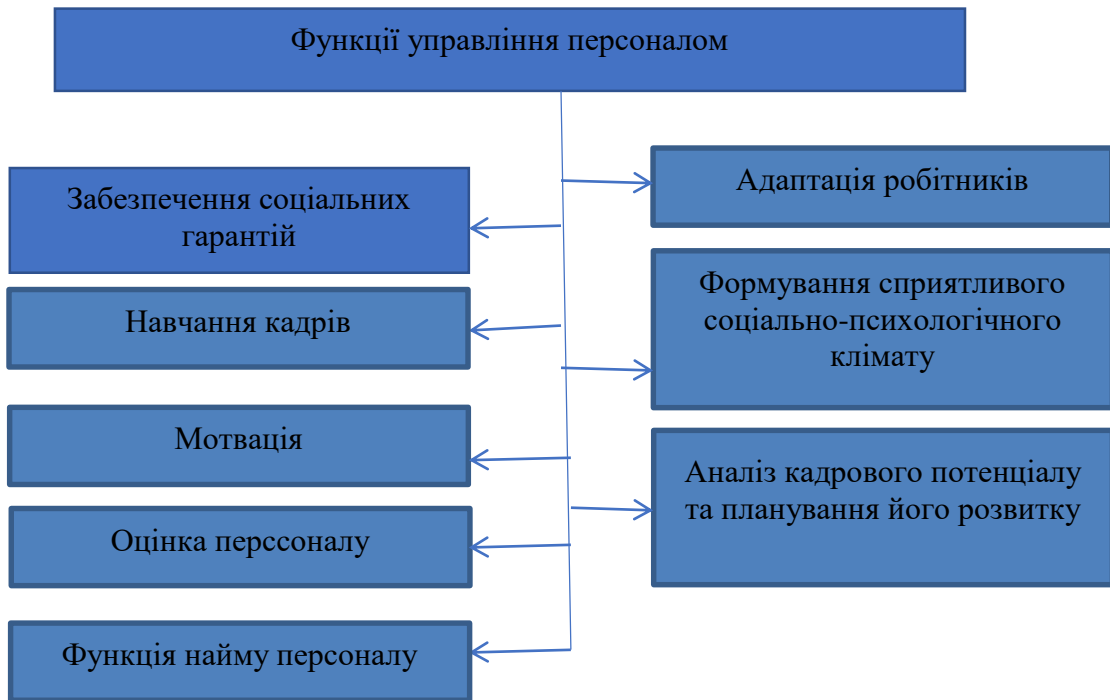 Функції управління персоналом
Забезпечення соціальних
гарантій
Навчання кадрів
Мотвація
Оцінка перссоналу
Функція найму персоналу
Адаптація робітників
Формування сприятливого
соціально-психологічного
клімату
Аналіз кадрового потенціалу
та планування його розвитку